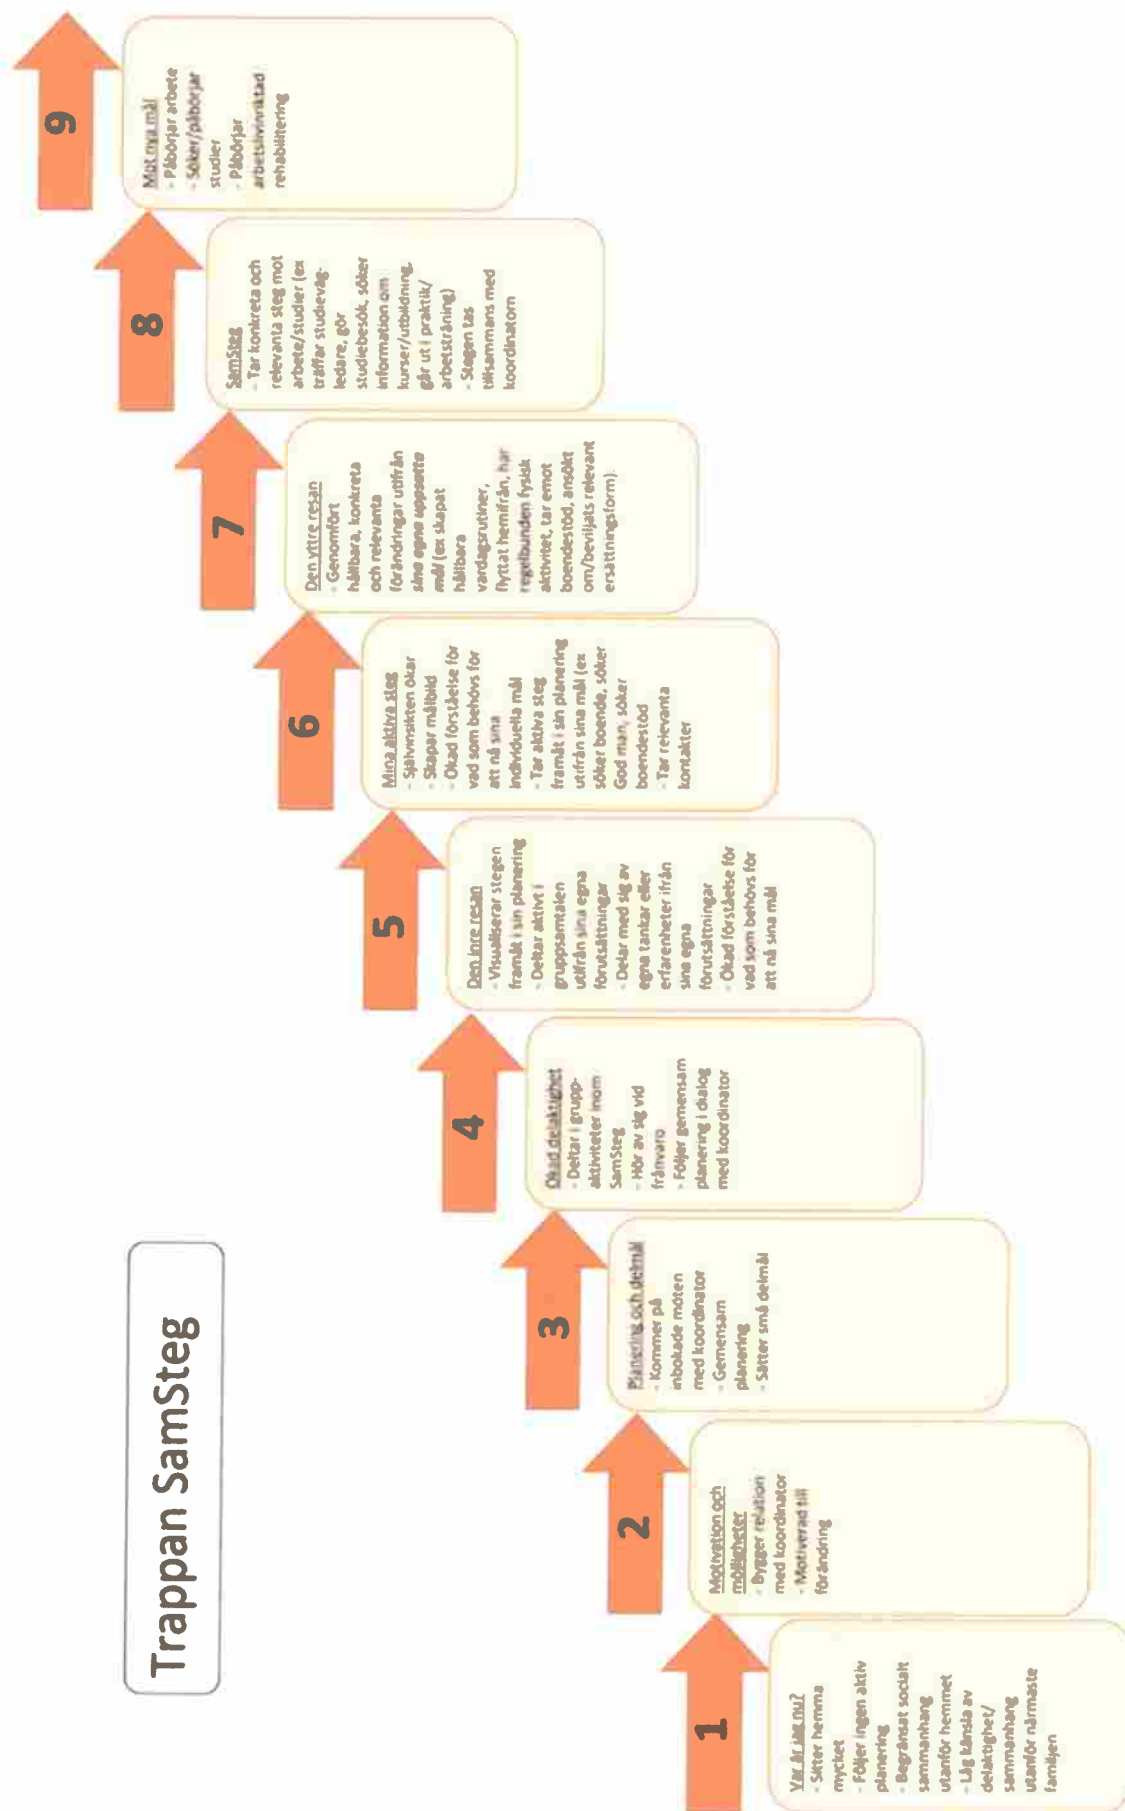 Trappan SamSteg
1
Var är jag nu?
- Sitter hemma
mycket
- Följer ingen aktiv
planering
- Begränsat socialt
sammanhang
utanför hemmet
- Låg känsla av
delaktighet/
sammanhang
utanför närmaste
familjen
2
Motivation och
möjligheter
- Bygger relation
med koordinator
- Motiverad till
förändring
3
Planering och delmål
- Kommer på
inbokade möten
med koordinator
- Gemensam
planering
- Sätter små delmål
4
Ökad delaktighet
- Deltar i grupp-
aktiviteter inom
SamSteg
- Hör av sig vid
frånvaro
- Följer gemensam
planering i dialog
med koordinator
5
Den inre resan
- Visualiserar stegen
framåt i sin planering
- Deltar aktivt i
gruppsamtalen
utifrån sina egna
förutsättningar
- Delar med sig av
egna tankar eller
erfarenheter ifrån
sina egna
förutsättningar
- Ökad förståelse för
vad som behövs för
att nå sina mål
6
Mina aktiva steg
- Självinsikten ökar
- Skapar målbild
- Ökad förståelse för
vad som behövs för
att nå sina
individuella mål
- Tar aktiva steg
framåt i sin planering
utifrån sina mål (ex
söker boende, söker
God man, söker
boendestöd
- Tar relevanta
kontakter
7
Den yttre resan
- Genomfört
hållbara, konkreta
och relevanta
förändringar utifrån
sina egna uppsatta
mål (ex skapat
hållbara
vardagsrutiner,
flyttat hemifrån, har
regelbunden fysisk
aktivitet, tar emot
boendestöd, ansökt
om/beviljats relevant
ersättningsform)
8
SamSteg
- Tar konkreta och
relevanta steg mot
arbete/studier (ex
träffar studieväg-
ledare, gör
studiebesök, söker
information om
kurser/utbildning,
går ut i praktik/
arbetsträning)
- Stegen tas
tillsammans med
koordinatorn
9
Mot nya mål
- Påbörjar arbete
- Söker/påbörjar
studier
- Påbörjar
arbetslivinriktad
rehabilitering